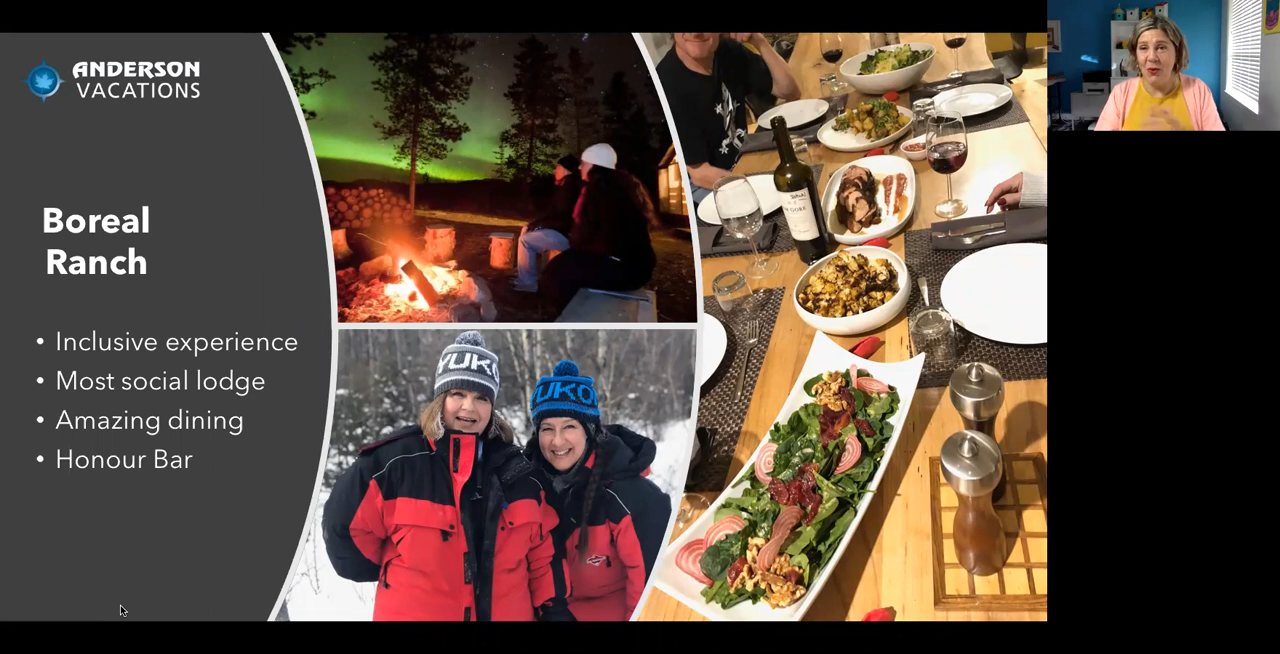 ANDERSON
VACATIONS
Boreal
Ranch
• Inclusive experience
• Most social lodge
• Amazing dining
• Honour Bar
YUKO
YUKO